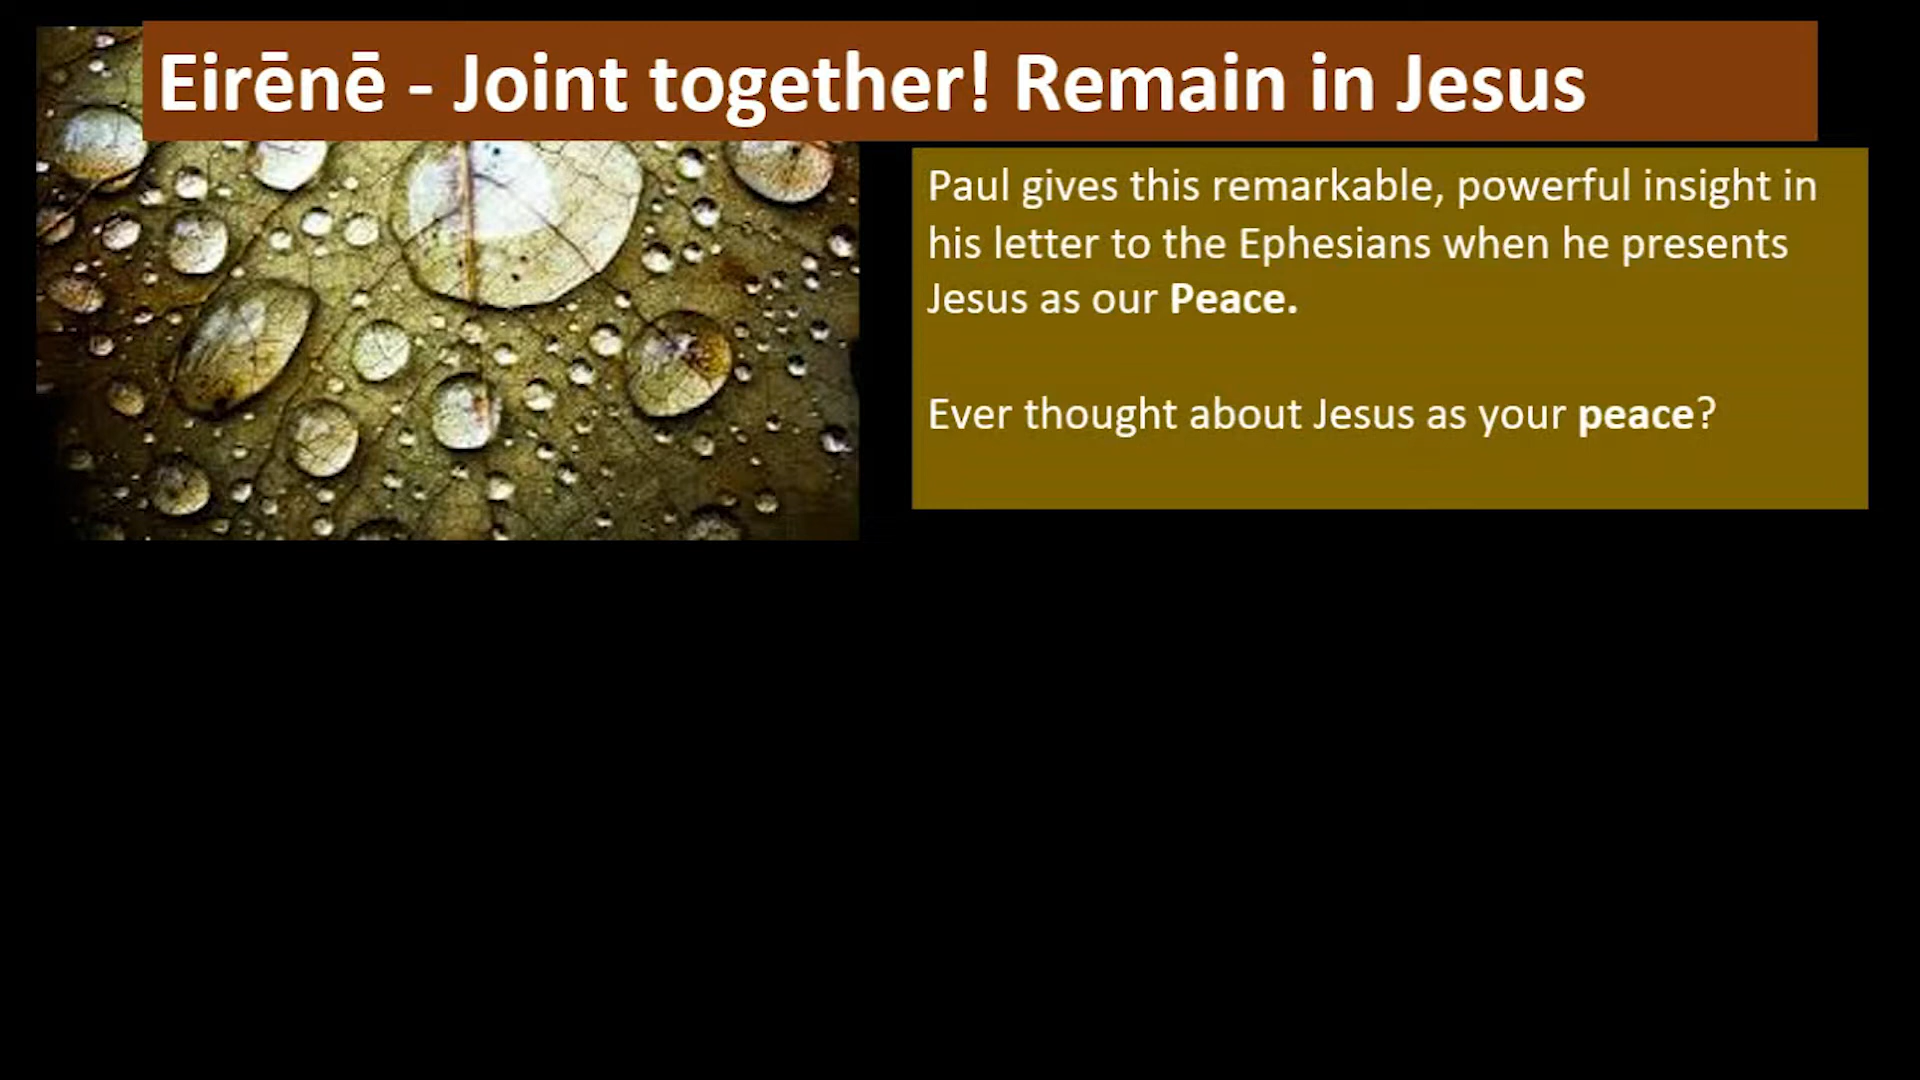 Eirēnē - Joint together! Remain in Jesus
Paul gives this remarkable, powerful insight in
his letter to the Ephesians when he presents
Jesus as our Peace.
Ever thought about Jesus as your peace?